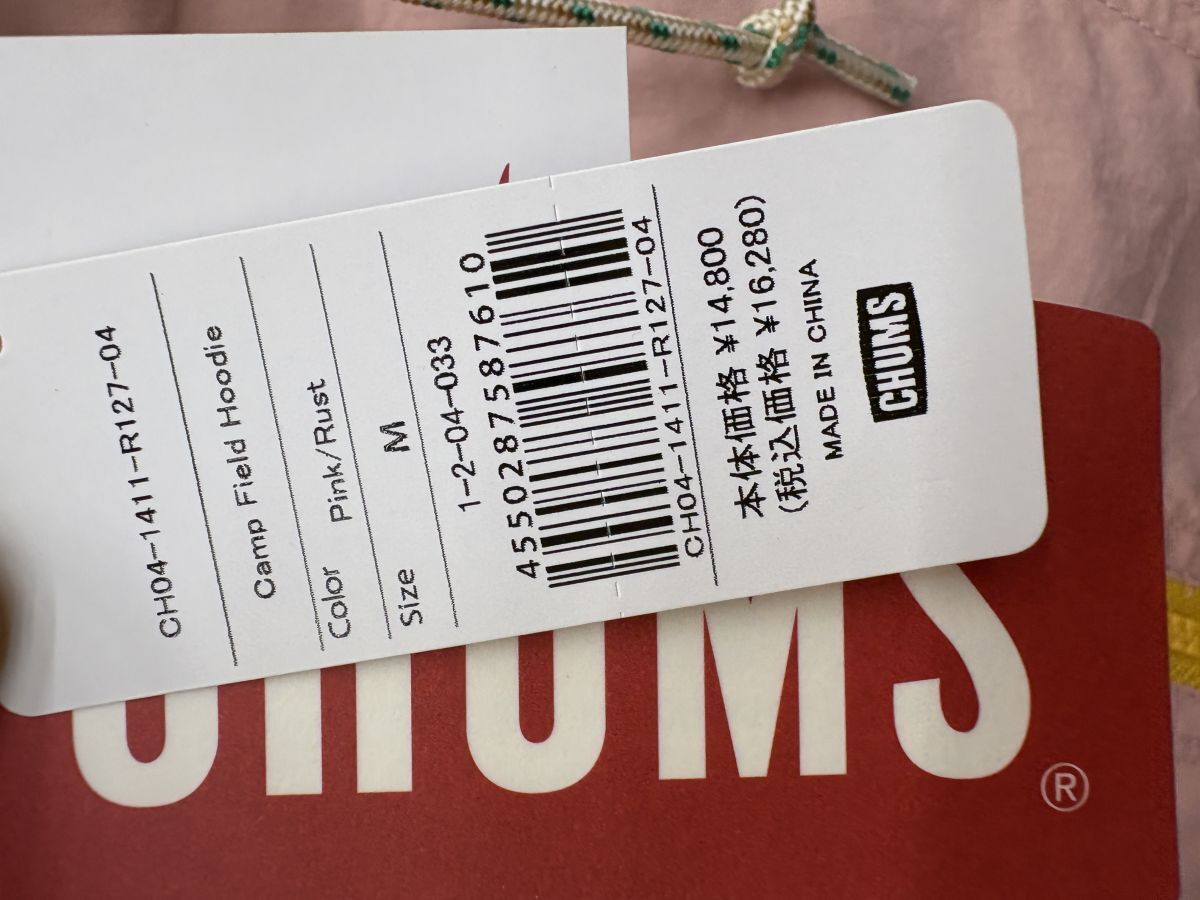 CH04-1411-R127-04
Camp Field Hoodie
Color Pink/Rust
Size M
1-2-04-033
4550287587610
CH04-1411-R127-04
本体価格 ¥14,800
(税込価格 ¥16,280)
MADE IN CHINA
CHUMS
CHUMS®